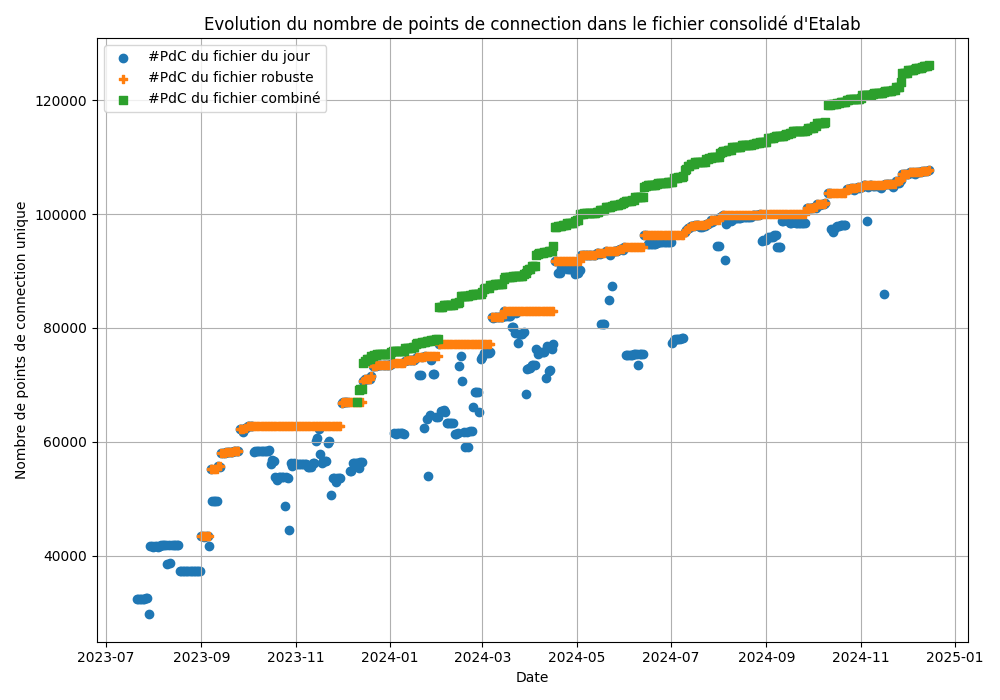 Evolution du nombre de points de connection dans le fichier consolidé d'Etalab
#PdC du fichier du jour
#PdC du fichier robuste
#PdC du fichier combiné
120000
100000
80000
60000
40000
Nombre de points de connection unique
2023-07 2023-09 2023-11 2024-01 2024-03 2024-05 2024-07 2024-09 2024-11 2025-01
Date